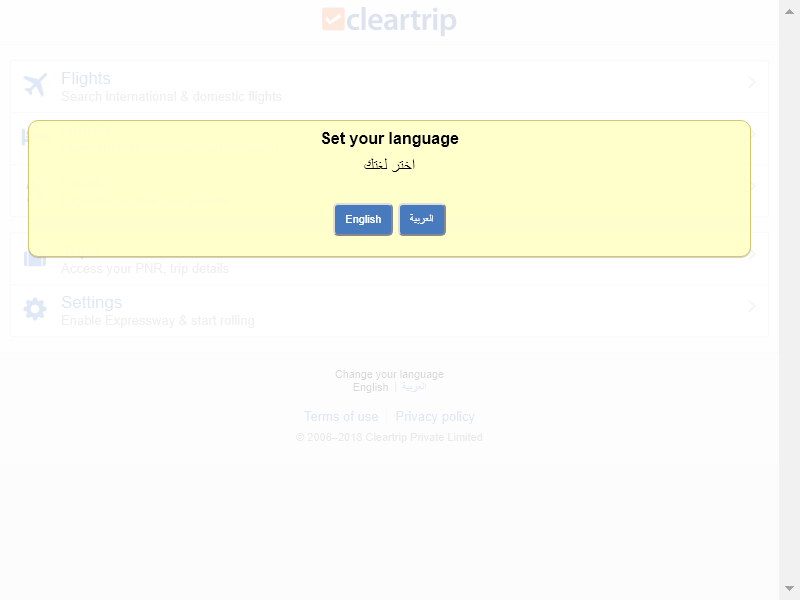 cleartrip
Flights
Search international & domestic flights
Set your language
اختر لغتك
English
العربية
Access your PNR, trip details
Settings
Enable Expressway & start rolling
Change your language
English | العربية
Terms of use
Privacy policy
© 2006–2018 Cleartrip Private Limited